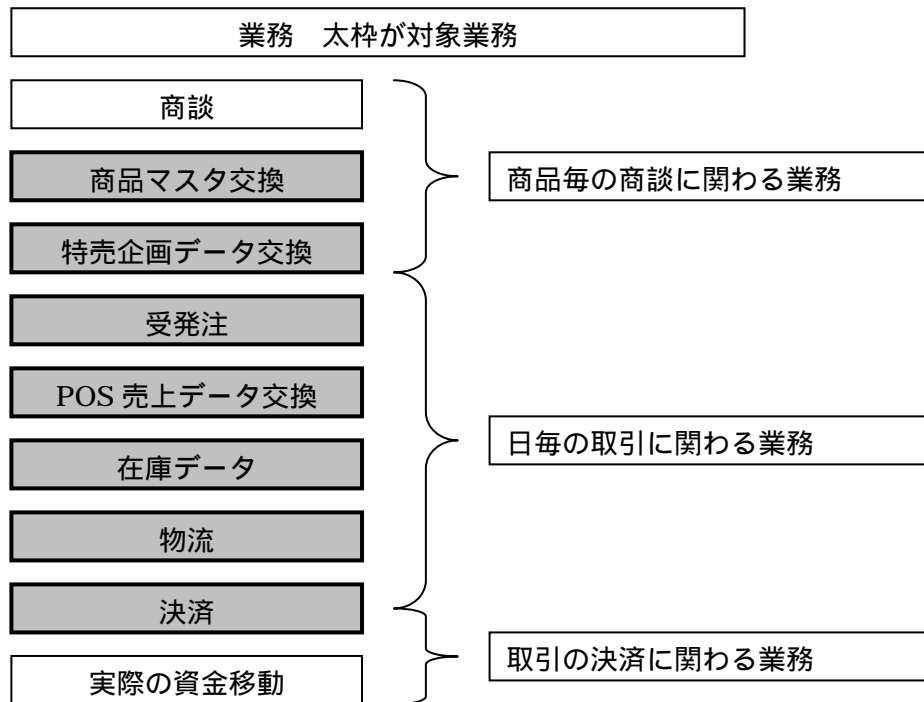 業務　太枠が対象業務
商談
商品マスタ交換
特売企画データ交換
受発注
POS 売上データ交換
在庫データ
物流
決済
実際の資金移動
商品毎の商談に関わる業務
日毎の取引に関わる業務
取引の決済に関わる業務